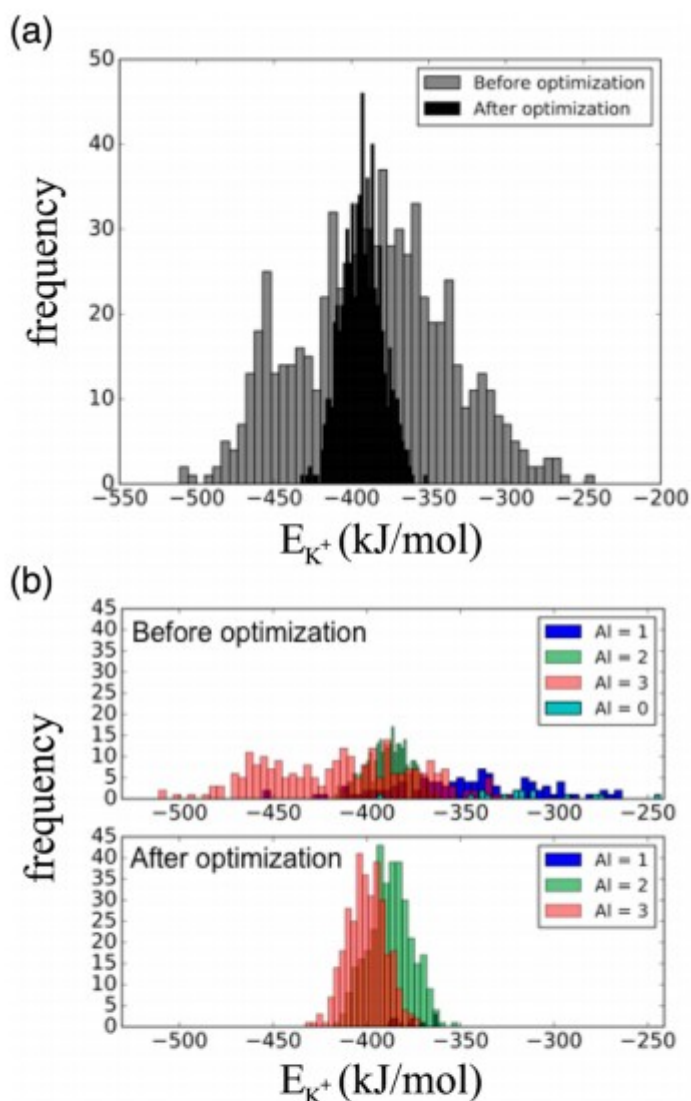 (a)
50
40
30
20
10
0
frequency
Before optimization
After optimization
−550 −500 −450 −400 −350 −300 −250 −200
E_K⁺ (kJ/mol)
(b)
45
40
35
30
25
20
15
10
5
0
Before optimization
Al = 1
Al = 2
Al = 3
Al = 0
−500 −450 −400 −350 −300 −250
frequency
45
40
35
30
25
20
15
10
5
0
After optimization
Al = 1
Al = 2
Al = 3
−500 −450 −400 −350 −300 −250
E_K⁺ (kJ/mol)